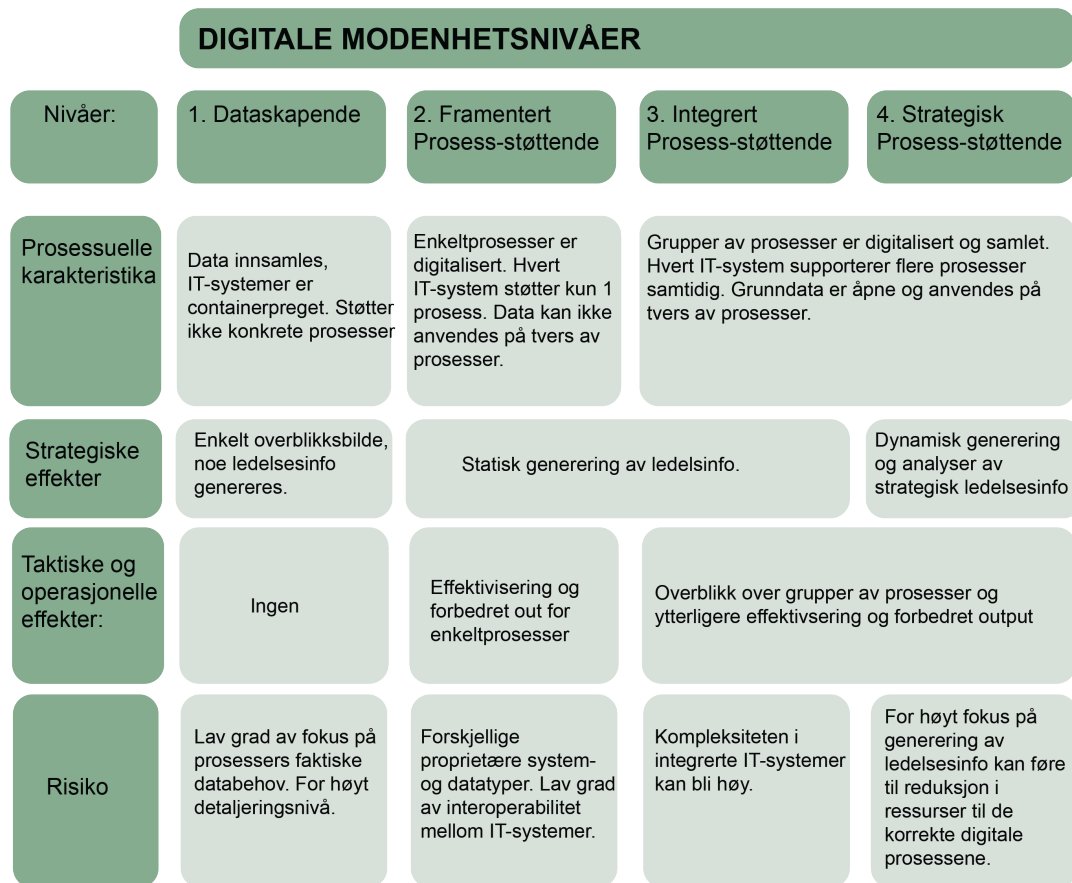 DIGITALE MODENHETSNIVÅER
Nivåer:
1. Dataskapende
2. Framentert
Prosess-støttende
3. Integrert
Prosess-støttende
4. Strategisk
Prosess-støttende
Prosessuelle
karakteristika
Data innsamles,
IT-systemer er
containerpreget. Støtter
ikke konkrete prosesser
Enkeltprosesser er
digitalisert. Hvert
IT-system støtter kun 1
prosess. Data kan ikke
anvendes på tvers av
prosesser.
Grupper av prosesser er digitalisert og samlet.
Hvert IT-system supporterer flere prosesser
samtidig. Grunndata er åpne og anvendes på
tvers av prosesser.
Strategiske
effekter
Enkelt overblikksbilde,
noe ledelsesinfo
genereres.
Statisk generering av ledelsinfo.
Dynamisk generering
og analyser av
strategisk ledelsesinfo
Taktiske og
operasjonelle
effekter:
Ingen
Effektivisering og
forbedret out for
enkeltprosesser
Overblikk over grupper av prosesser og
ytterligere effektivsering og forbedret output
Risiko
Lav grad av fokus på
prosessers faktiske
databehov. For høyt
detaljeringsnivå.
Forskjellige
proprietære system-
og datatyper. Lav grad
av interoperabilitet
mellom IT-systemer.
Kompleksiteten i
integrerte IT-systemer
kan bli høy.
For høyt fokus på
generering av
ledelsesinfo kan føre
til reduksjon i
ressurser til de
korrekte digitale
prosessene.